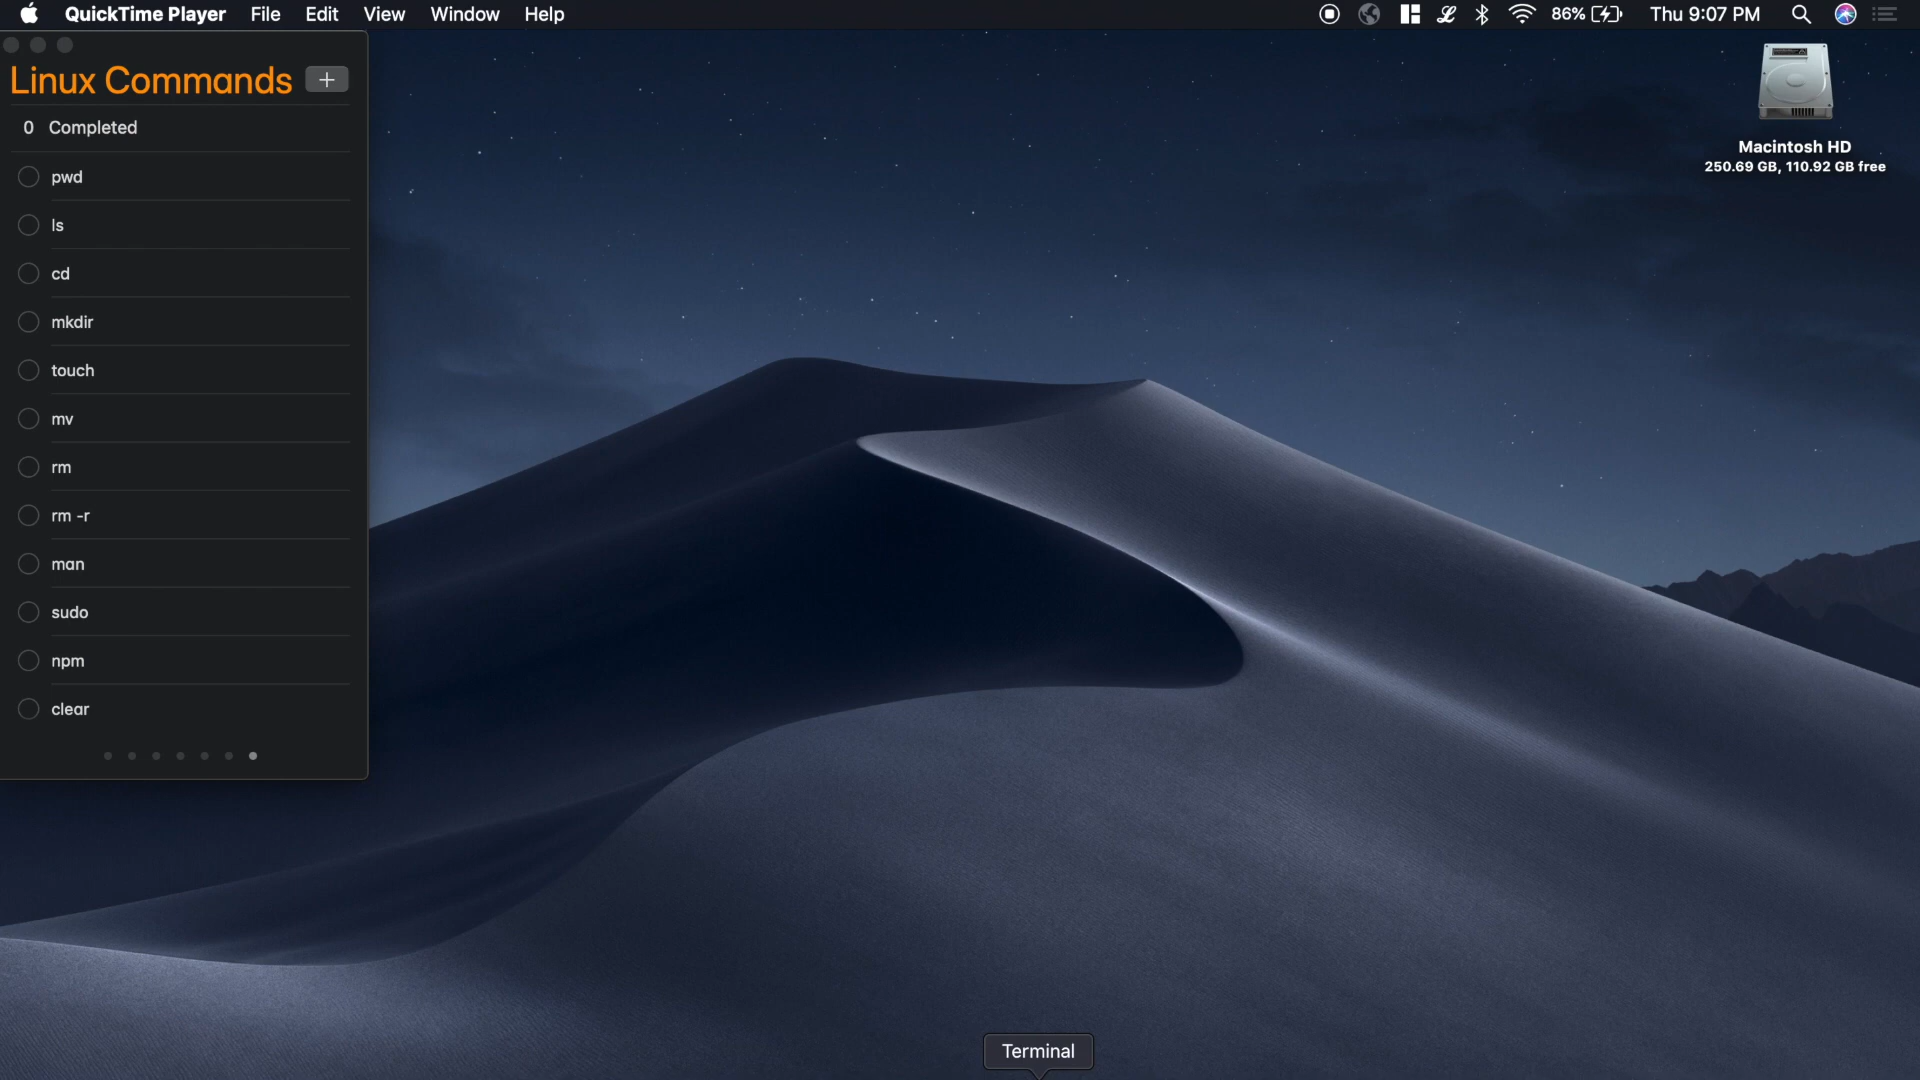 QuickTime Player File Edit View Window Help 86% Thu 9:07 PM
Linux Commands +
0 Completed
pwd
ls
cd
mkdir
touch
mv
rm
rm -r
man
sudo
npm
clear
Macintosh HD
250.69 GB, 110.92 GB free
Terminal